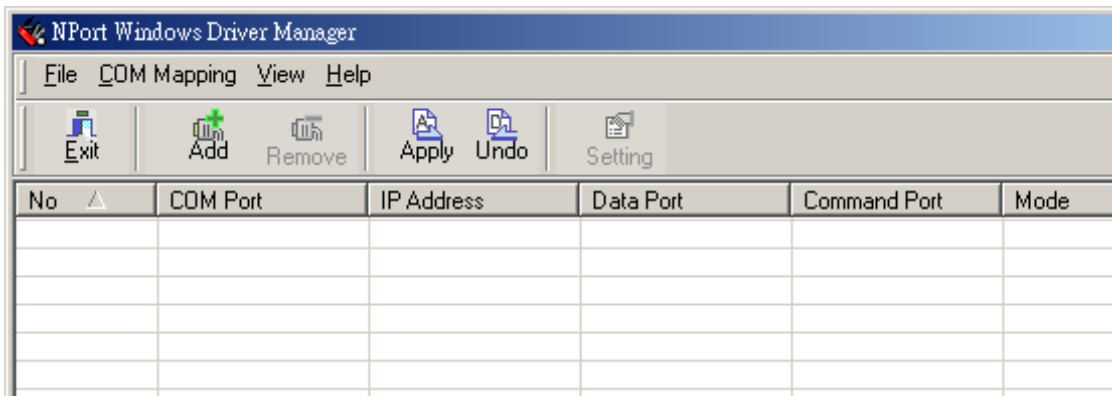 NPort Windows Driver Manager
File COM Mapping View Help
Exit Add Remove Apply Undo Setting
No COM Port IP Address Data Port Command Port Mode